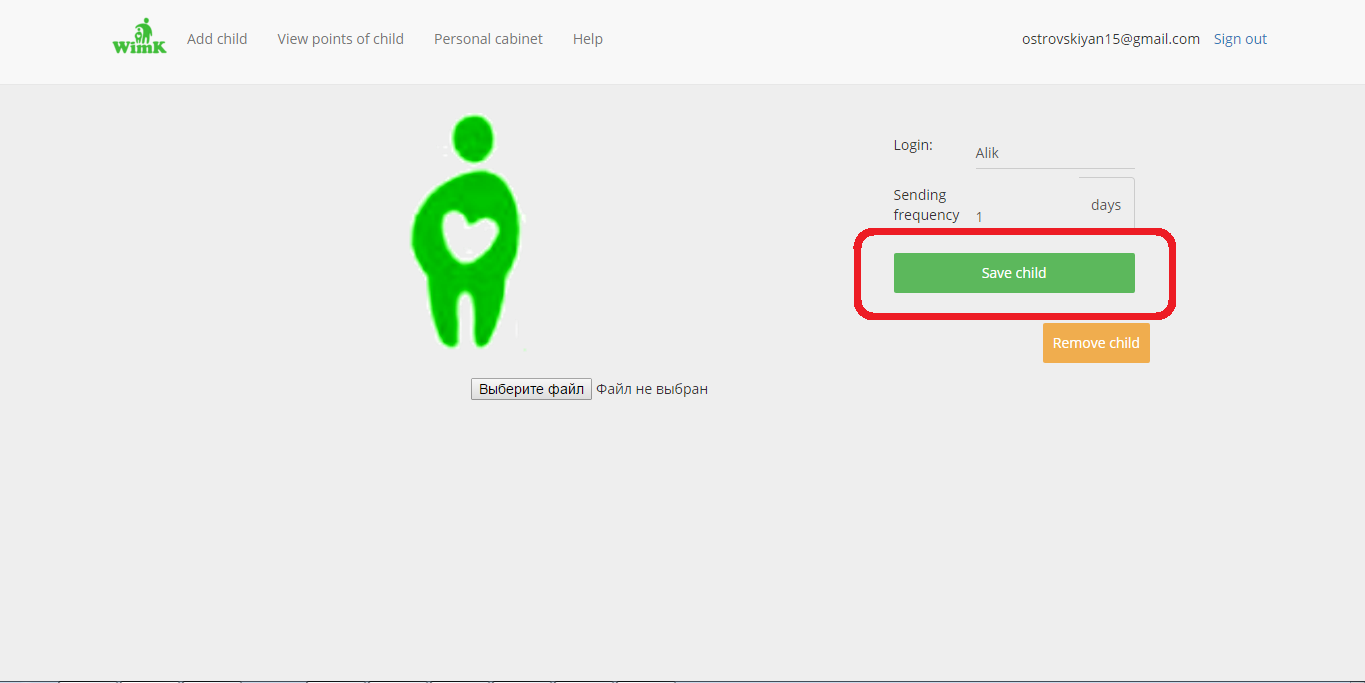 WimK Add child View points of child Personal cabinet Help ostrovskiyan15@gmail.com Sign out
Login: Alik
Sending
frequency 1 days
Save child
Remove child
Выберите файл Файл не выбран